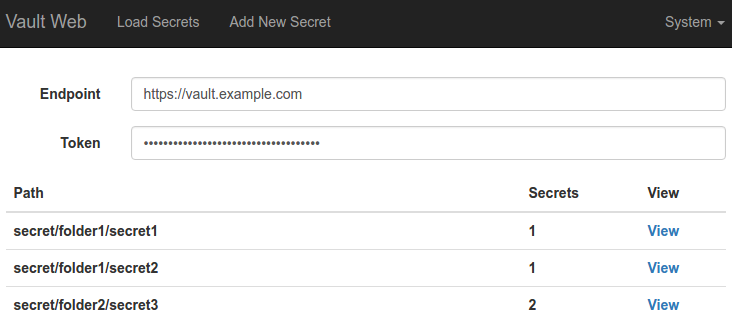 Vault Web Load Secrets Add New Secret System
Endpoint https://vault.example.com
Token ••••••••••••••••••••••••••••••••••••
Path Secrets View
secret/folder1/secret1 1 View
secret/folder1/secret2 1 View
secret/folder2/secret3 2 View